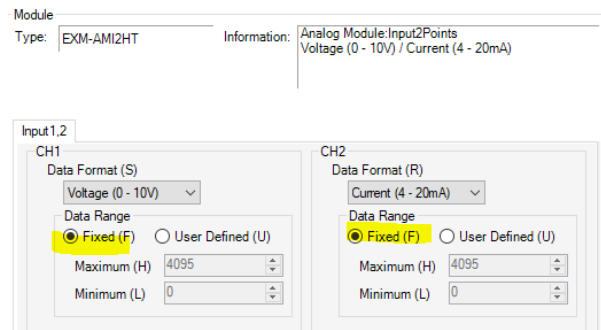 Module
Type: EXM-AMI2HT Information: Analog Module:Input2Points
Voltage (0 - 10V) / Current (4 - 20mA)
Input1,2
CH1
Data Format (S)
Voltage (0 - 10V)
Data Range
Fixed (F) User Defined (U)
Maximum (H) 4095
Minimum (L) 0
CH2
Data Format (R)
Current (4 - 20mA)
Data Range
Fixed (F) User Defined (U)
Maximum (H) 4095
Minimum (L) 0